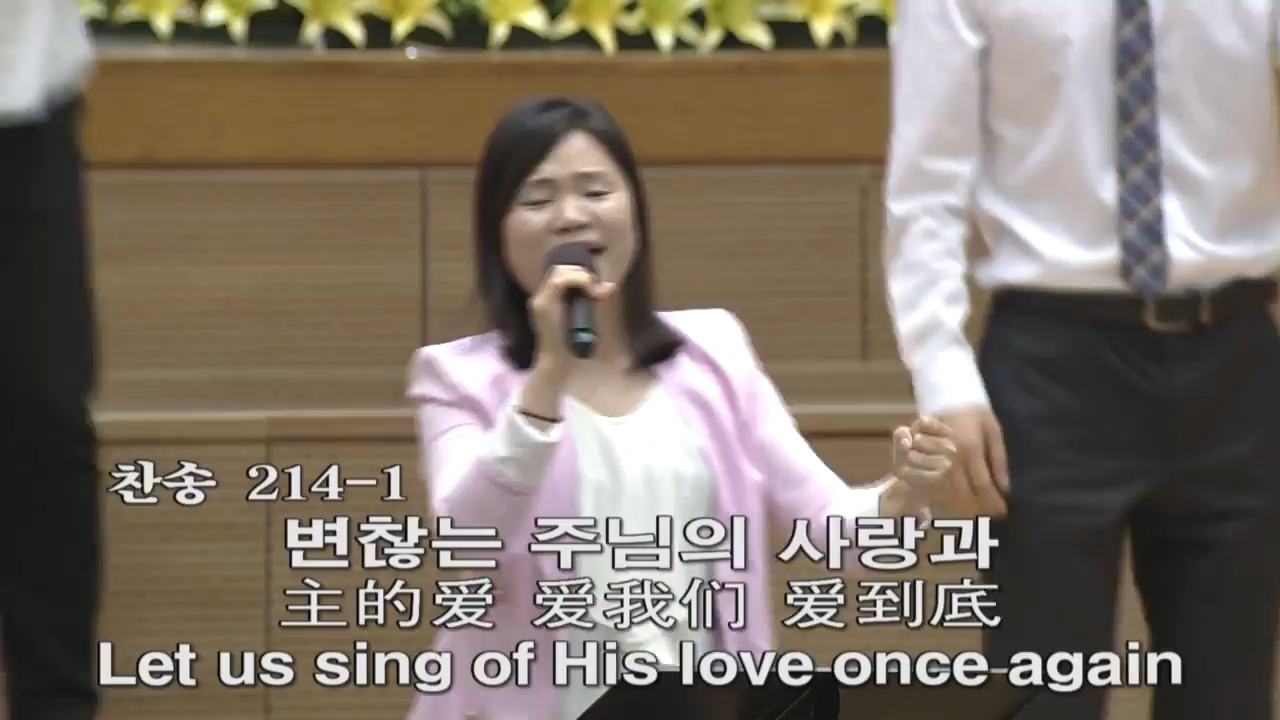 찬송 214-1
변찮는 주님의 사랑과
主的爱 爱我们 爱到底
Let us sing of His love once again